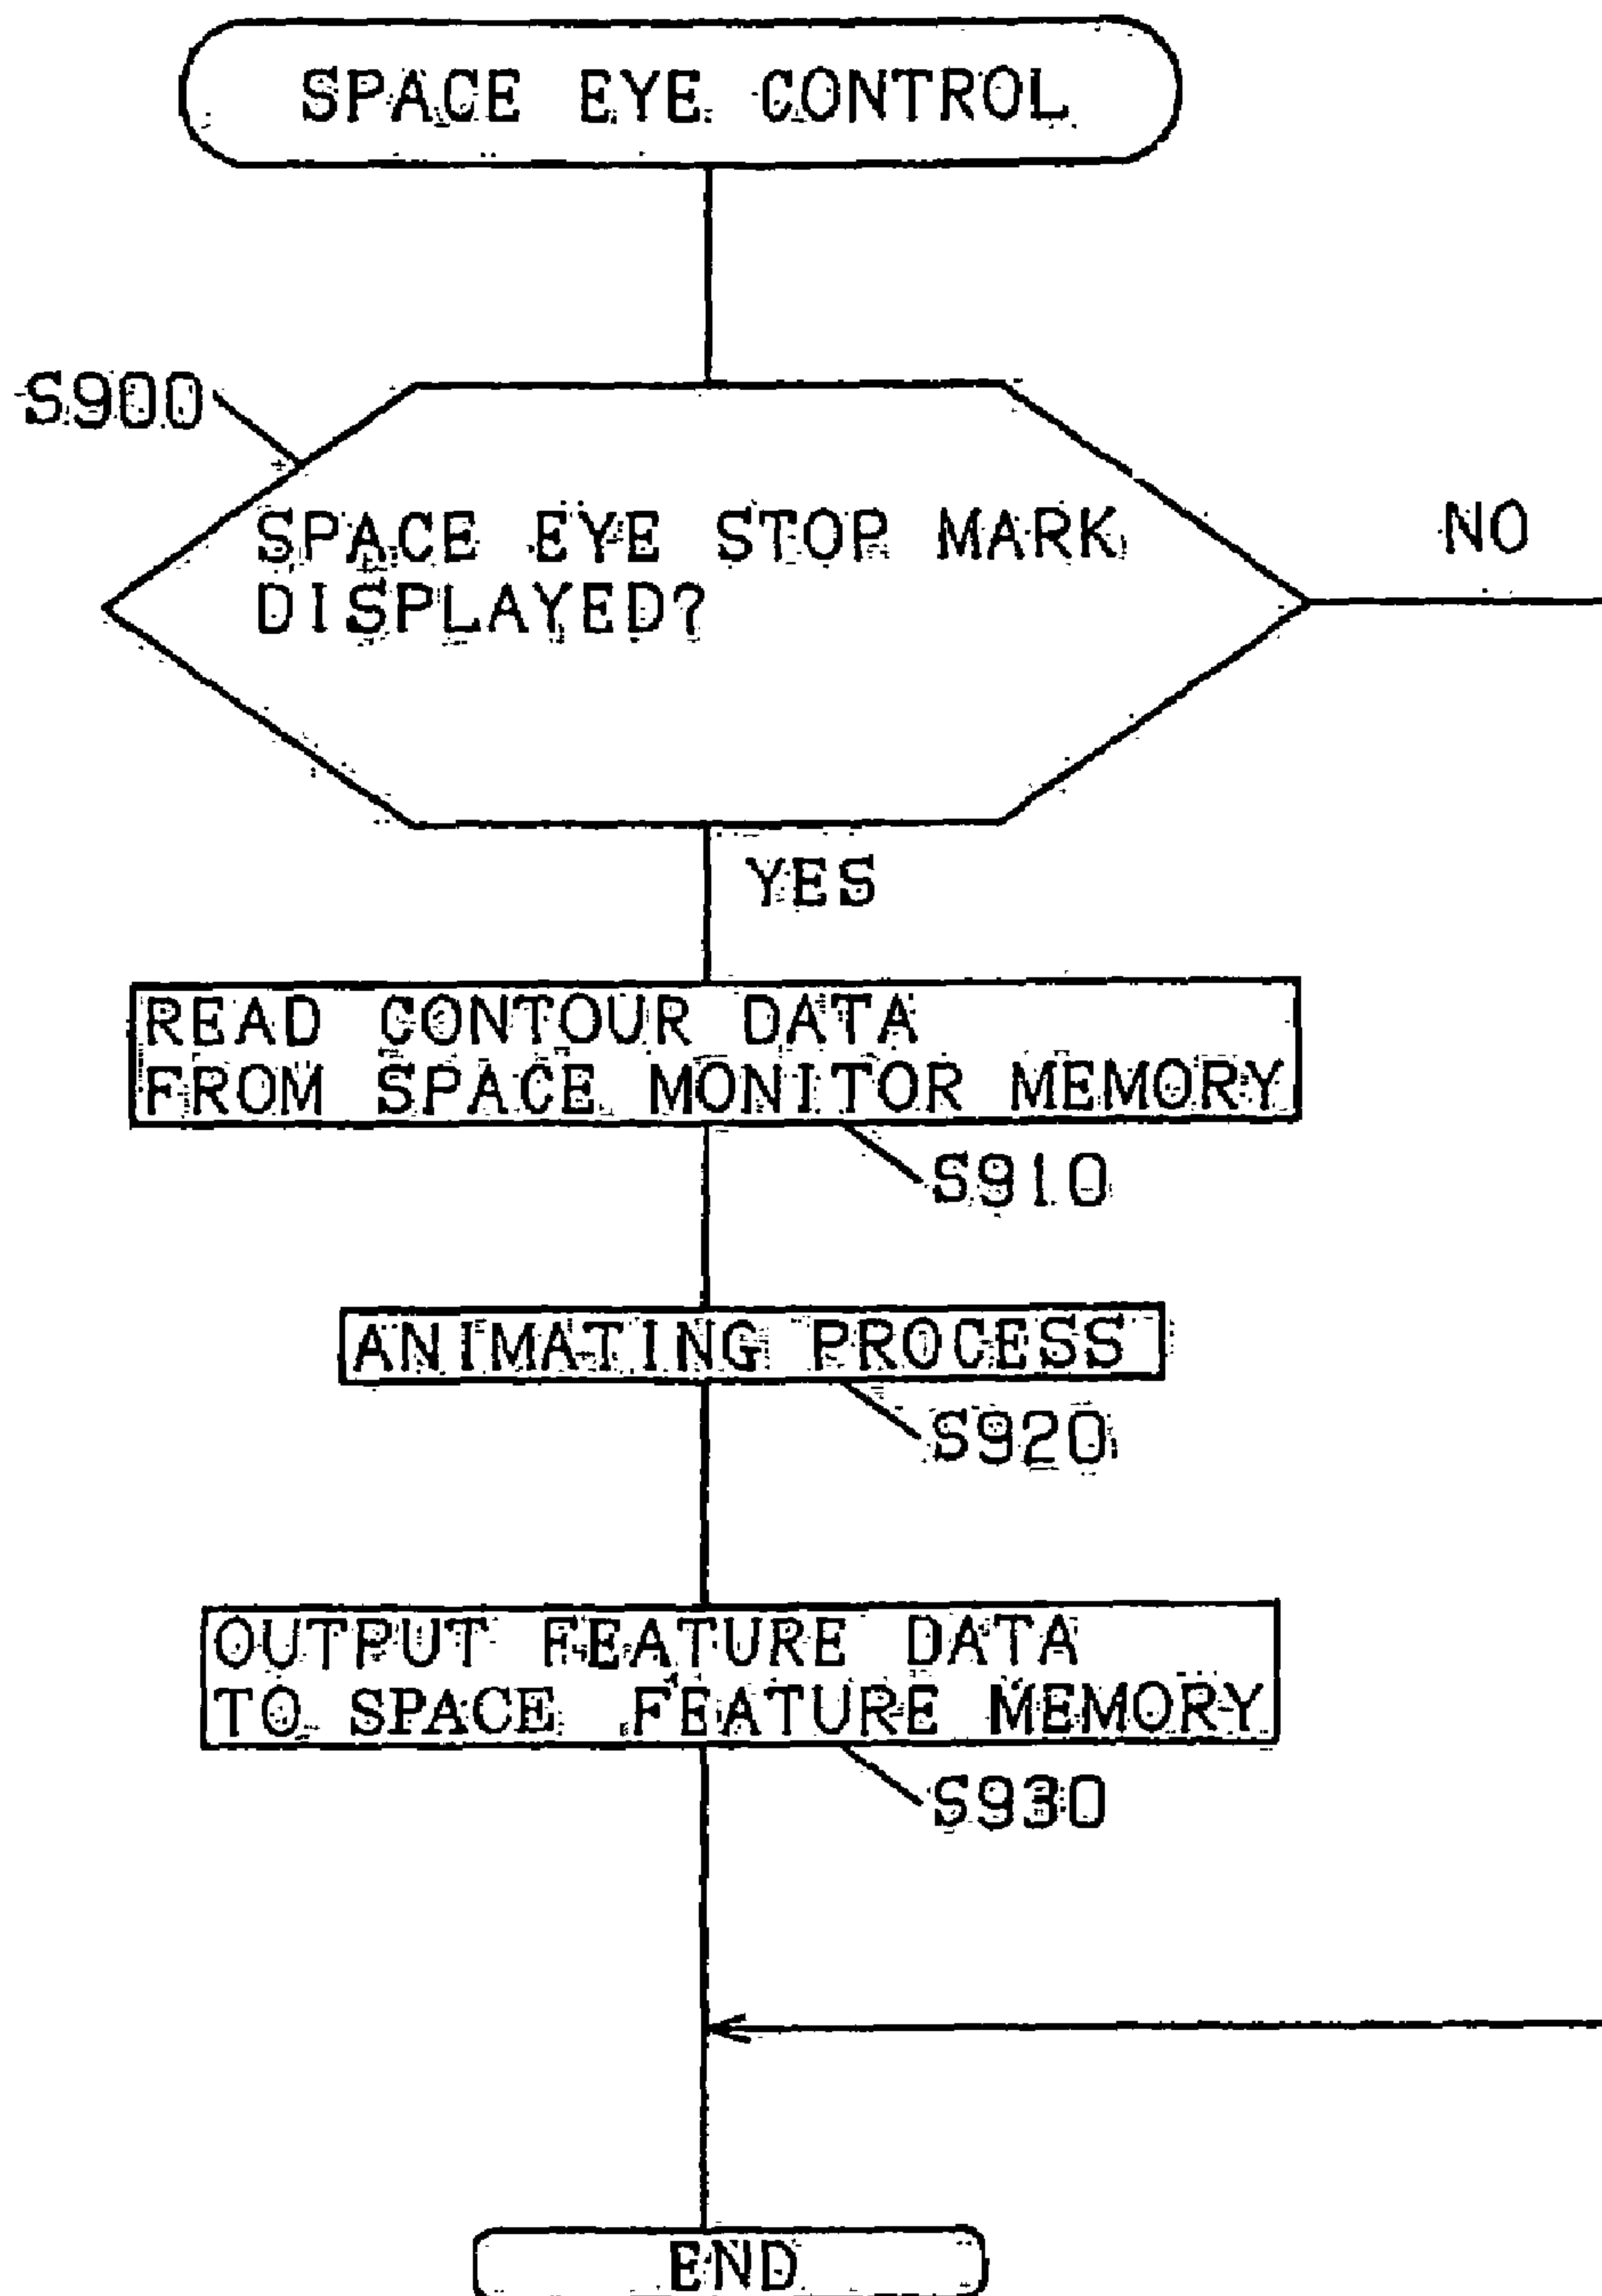 SPACE EYE CONTROL
S900
SPACE EYE STOP MARK
DISPLAYED?
NO
YES
READ CONTOUR DATA
FROM SPACE MONITOR MEMORY
S910
ANIMATING PROCESS
S920
OUTPUT FEATURE DATA
TO SPACE FEATURE MEMORY
S930
END